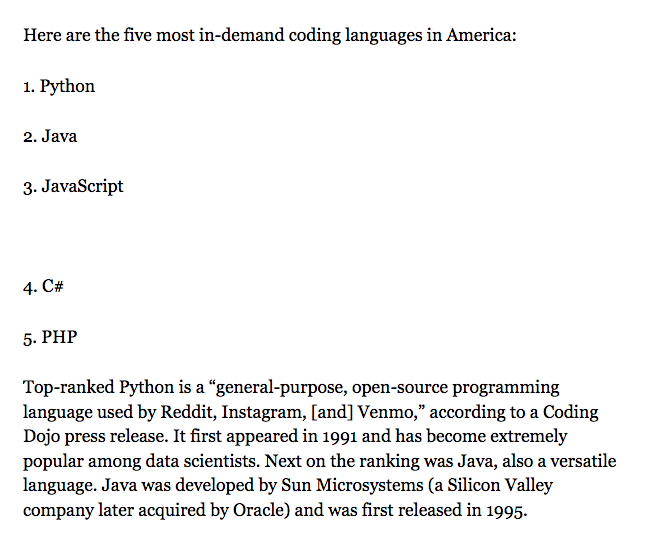 Here are the five most in-demand coding languages in America:
1. Python
2. Java
3. JavaScript
4. C#
5. PHP
Top-ranked Python is a “general-purpose, open-source programming
language used by Reddit, Instagram, [and] Venmo,” according to a Coding
Dojo press release. It first appeared in 1991 and has become extremely
popular among data scientists. Next on the ranking was Java, also a versatile
language. Java was developed by Sun Microsystems (a Silicon Valley
company later acquired by Oracle) and was first released in 1995.